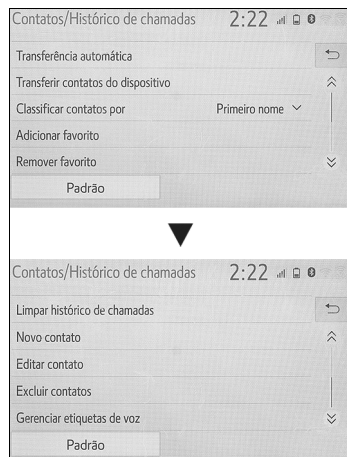 Contatos/Histórico de chamadas 2:22
Transferência automática
Transferir contatos do dispositivo
Classificar contatos por Primeiro nome
Adicionar favorito
Remover favorito
Padrão
Contatos/Histórico de chamadas 2:22
Limpar histórico de chamadas
Novo contato
Editar contato
Excluir contatos
Gerenciar etiquetas de voz
Padrão